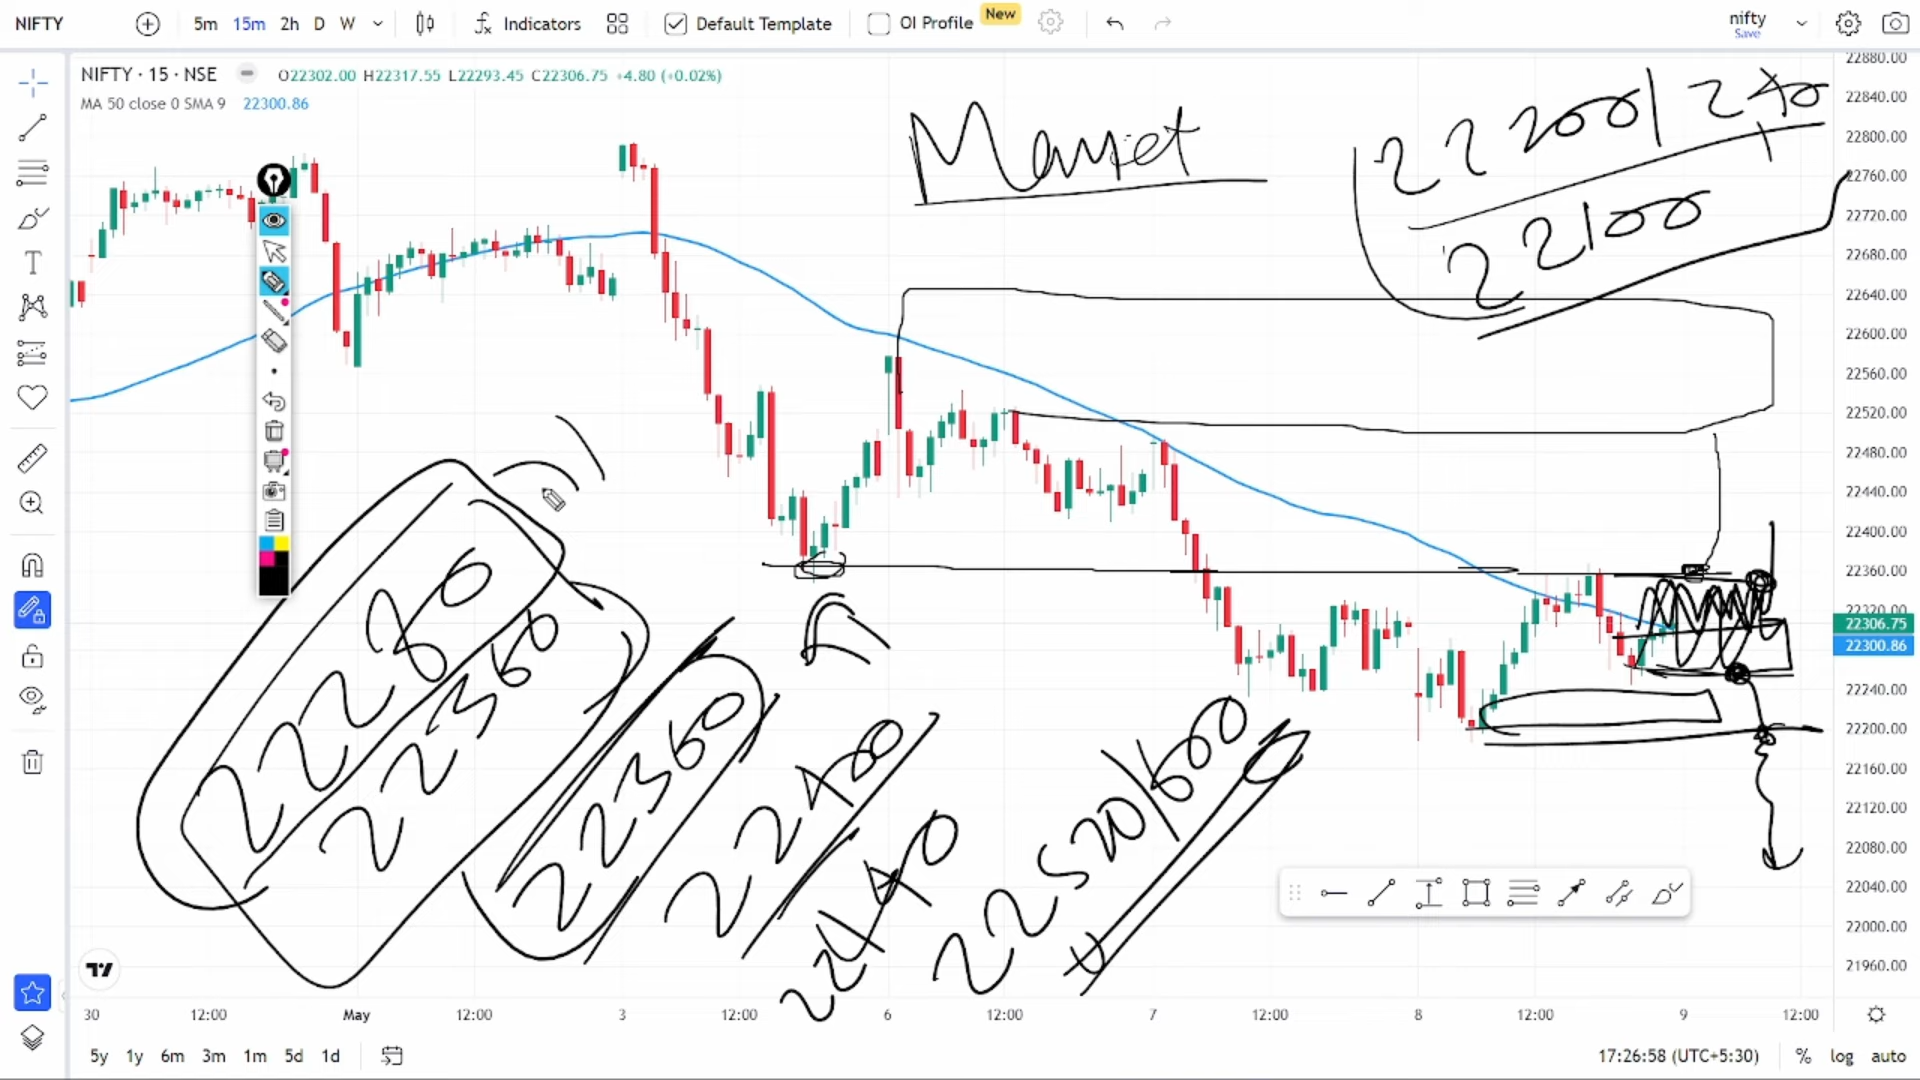 NIFTY
5m 15m 2h D W
Indicators
Default Template
OI Profile New
nifty
Save
NIFTY · 15 · NSE O22302.00 H22317.55 L22293.45 C22306.75 +4.80 (+0.02%)
MA 50 close 0 SMA 9 22300.86
22200/240
22100
22280
22360
22360
22440
22520/600
22880.00
22840.00
22800.00
22760.00
22720.00
22680.00
22640.00
22600.00
22560.00
22520.00
22480.00
22440.00
22400.00
22360.00
22320.00
22306.75
22300.86
22240.00
22200.00
22160.00
22120.00
22080.00
22040.00
22000.00
21960.00
30 12:00 May 12:00 3 12:00 6 12:00 7 12:00 8 12:00 9 12:00
5y 1y 6m 3m 1m 5d 1d
17:26:58 (UTC+5:30) % log auto